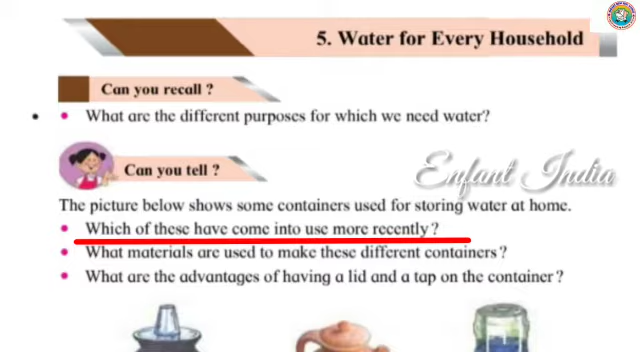 5. Water for Every Household
Can you recall ?
• • What are the different purposes for which we need water?
Can you tell ?
Enfant India
The picture below shows some containers used for storing water at home.
• Which of these have come into use more recently?
• What materials are used to make these different containers?
• What are the advantages of having a lid and a tap on the container?